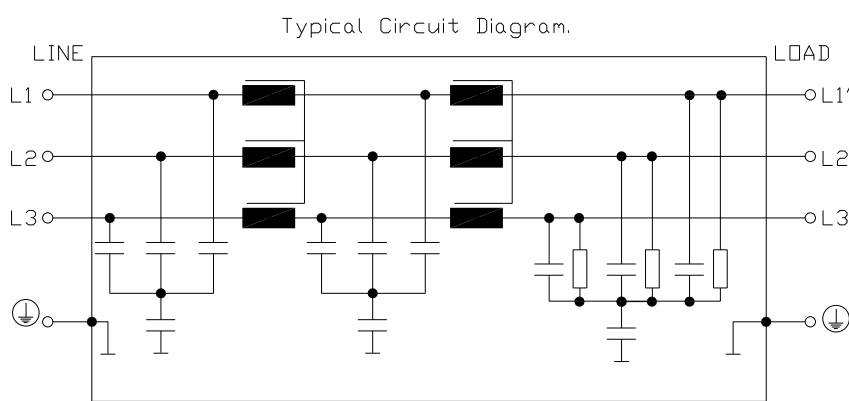 Typical Circuit Diagram.
LINE
LOAD
L1
L1'
L2
L2
L3
L3